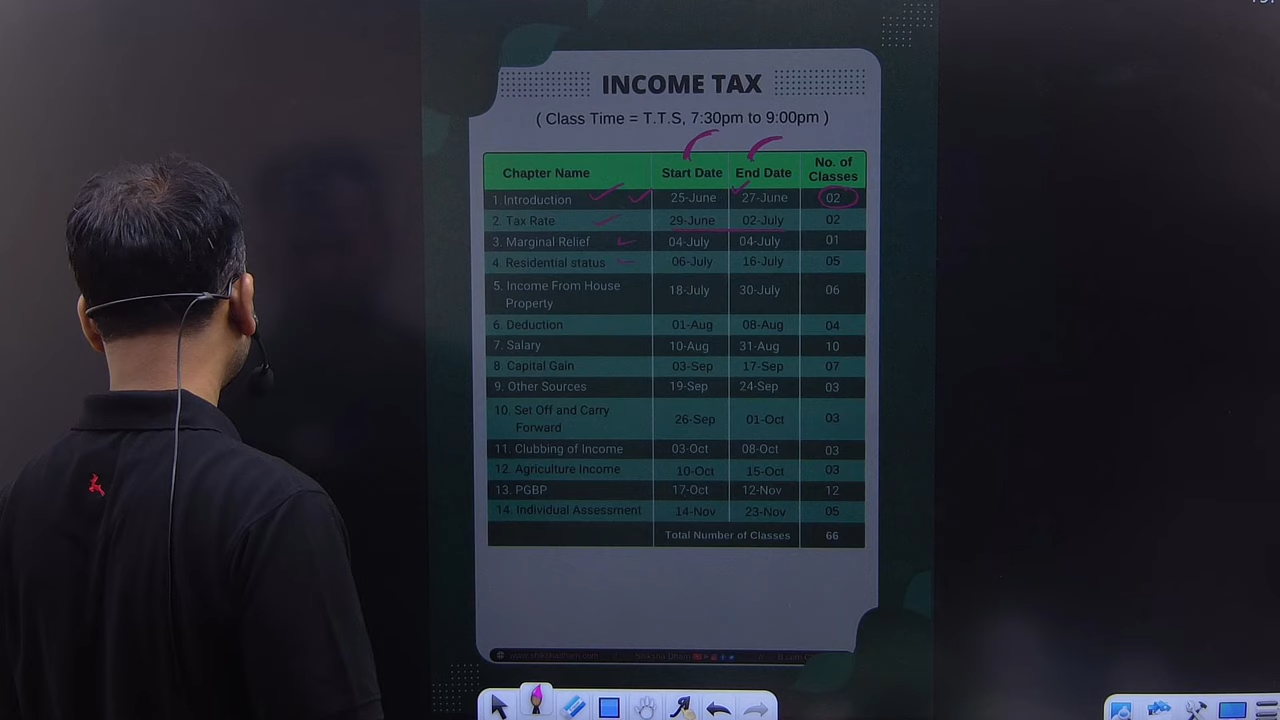 INCOME TAX
( Class Time = T.T.S, 7:30pm to 9:00pm )
Chapter Name Start Date End Date No. of Classes
1. Introduction 25-June 27-June 02
2. Tax Rate 29-June 02-July 02
3. Marginal Relief 04-July 04-July 01
4. Residential status 06-July 16-July 05
5. Income From House
Property 18-July 30-July 06
6. Deduction 01-Aug 08-Aug 04
7. Salary 10-Aug 31-Aug 10
8 Capital Gain 03-Sep 17-Sep 07
9. Other Sources 19-Sep 24-Sep 03
10. Set Off and Carry
Forward 26-Sep 01-Oct 03
11. Clubbing of Income 03-Oct 08-Oct 03
12. Agriculture Income 10-Oct 15-Oct 03
13. PGBP 17-Oct 12-Nov 12
14. Individual Assessment 14-Nov 23-Nov 05
Total Number of Classes 66